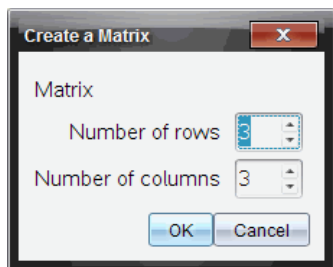 Create a Matrix
Matrix
Number of rows 3
Number of columns 3
OK Cancel